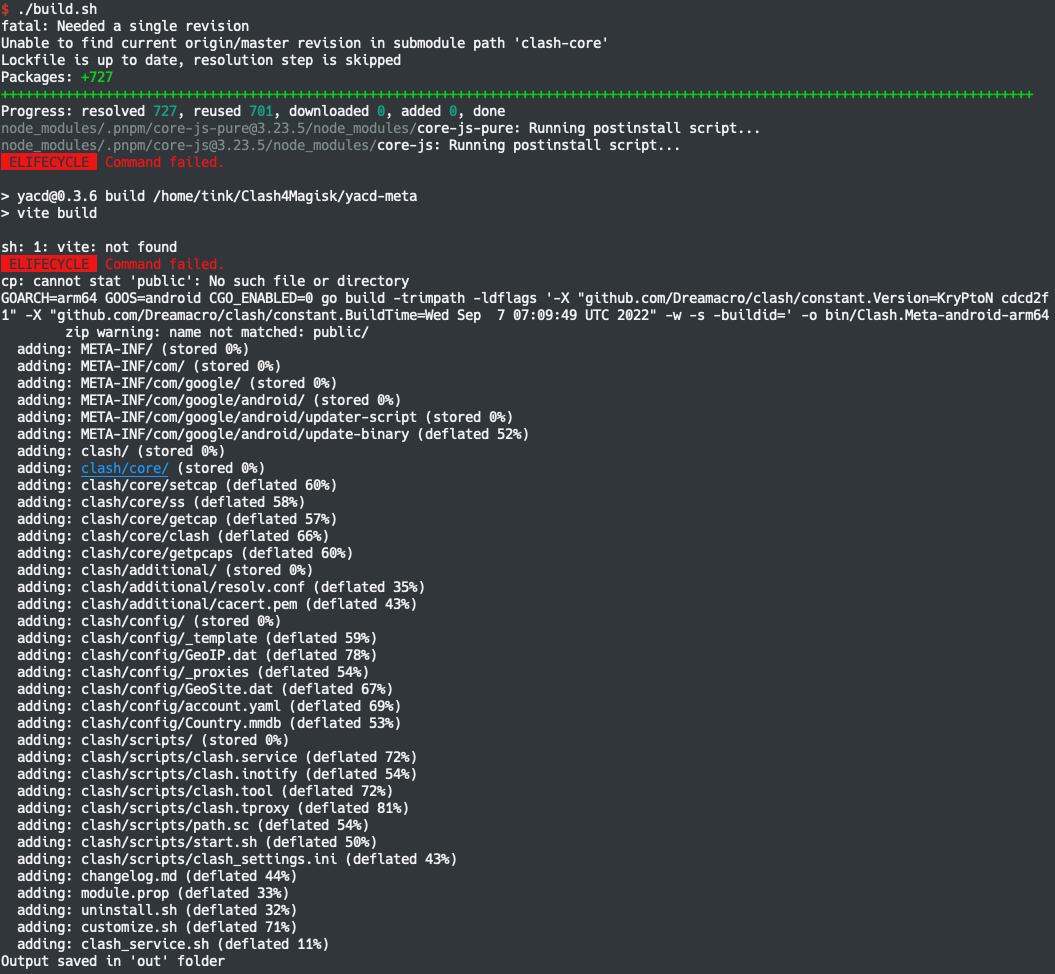 $ ./build.sh
fatal: Needed a single revision
Unable to find current origin/master revision in submodule path 'clash-core'
Lockfile is up to date, resolution step is skipped
Packages: +727
+++++++++++++++++++++++++++++++++++++++++++++++++++++++++++++++++++++++++++++++++++++++++++++++++++++++++++++++++++++++++++++++++
Progress: resolved 727, reused 701, downloaded 0, added 0, done
node_modules/.pnpm/core-js-pure@3.23.5/node_modules/core-js-pure: Running postinstall script...
node_modules/.pnpm/core-js@3.23.5/node_modules/core-js: Running postinstall script...
ELIFECYCLE  Command failed.
> yacd@0.3.6 build /home/tink/Clash4Magisk/yacd-meta
> vite build
sh: 1: vite: not found
ELIFECYCLE  Command failed.
cp: cannot stat 'public': No such file or directory
GOARCH=arm64 GOOS=android CGO_ENABLED=0 go build -trimpath -ldflags '-X "github.com/Dreamacro/clash/constant.Version=KryPtoN cdcd2f
1" -X "github.com/Dreamacro/clash/constant.BuildTime=Wed Sep  7 07:09:49 UTC 2022" -w -s -buildid=' -o bin/Clash.Meta-android-arm64
zip warning: name not matched: public/
adding: META-INF/ (stored 0%)
adding: META-INF/com/ (stored 0%)
adding: META-INF/com/google/ (stored 0%)
adding: META-INF/com/google/android/ (stored 0%)
adding: META-INF/com/google/android/updater-script (stored 0%)
adding: META-INF/com/google/android/update-binary (deflated 52%)
adding: clash/ (stored 0%)
adding: clash/core/ (stored 0%)
adding: clash/core/setcap (deflated 60%)
adding: clash/core/ss (deflated 58%)
adding: clash/core/getcap (deflated 57%)
adding: clash/core/clash (deflated 66%)
adding: clash/core/getpcaps (deflated 60%)
adding: clash/additional/ (stored 0%)
adding: clash/additional/resolv.conf (deflated 35%)
adding: clash/additional/cacert.pem (deflated 43%)
adding: clash/config/ (stored 0%)
adding: clash/config/_template (deflated 59%)
adding: clash/config/GeoIP.dat (deflated 78%)
adding: clash/config/_proxies (deflated 54%)
adding: clash/config/GeoSite.dat (deflated 67%)
adding: clash/config/account.yaml (deflated 69%)
adding: clash/config/Country.mmdb (deflated 53%)
adding: clash/scripts/ (stored 0%)
adding: clash/scripts/clash.service (deflated 72%)
adding: clash/scripts/clash.inotify (deflated 54%)
adding: clash/scripts/clash.tool (deflated 72%)
adding: clash/scripts/clash.tproxy (deflated 81%)
adding: clash/scripts/path.sc (deflated 54%)
adding: clash/scripts/start.sh (deflated 50%)
adding: clash/scripts/clash_settings.ini (deflated 43%)
adding: changelog.md (deflated 44%)
adding: module.prop (deflated 33%)
adding: uninstall.sh (deflated 32%)
adding: customize.sh (deflated 71%)
adding: clash_service.sh (deflated 11%)
Output saved in 'out' folder